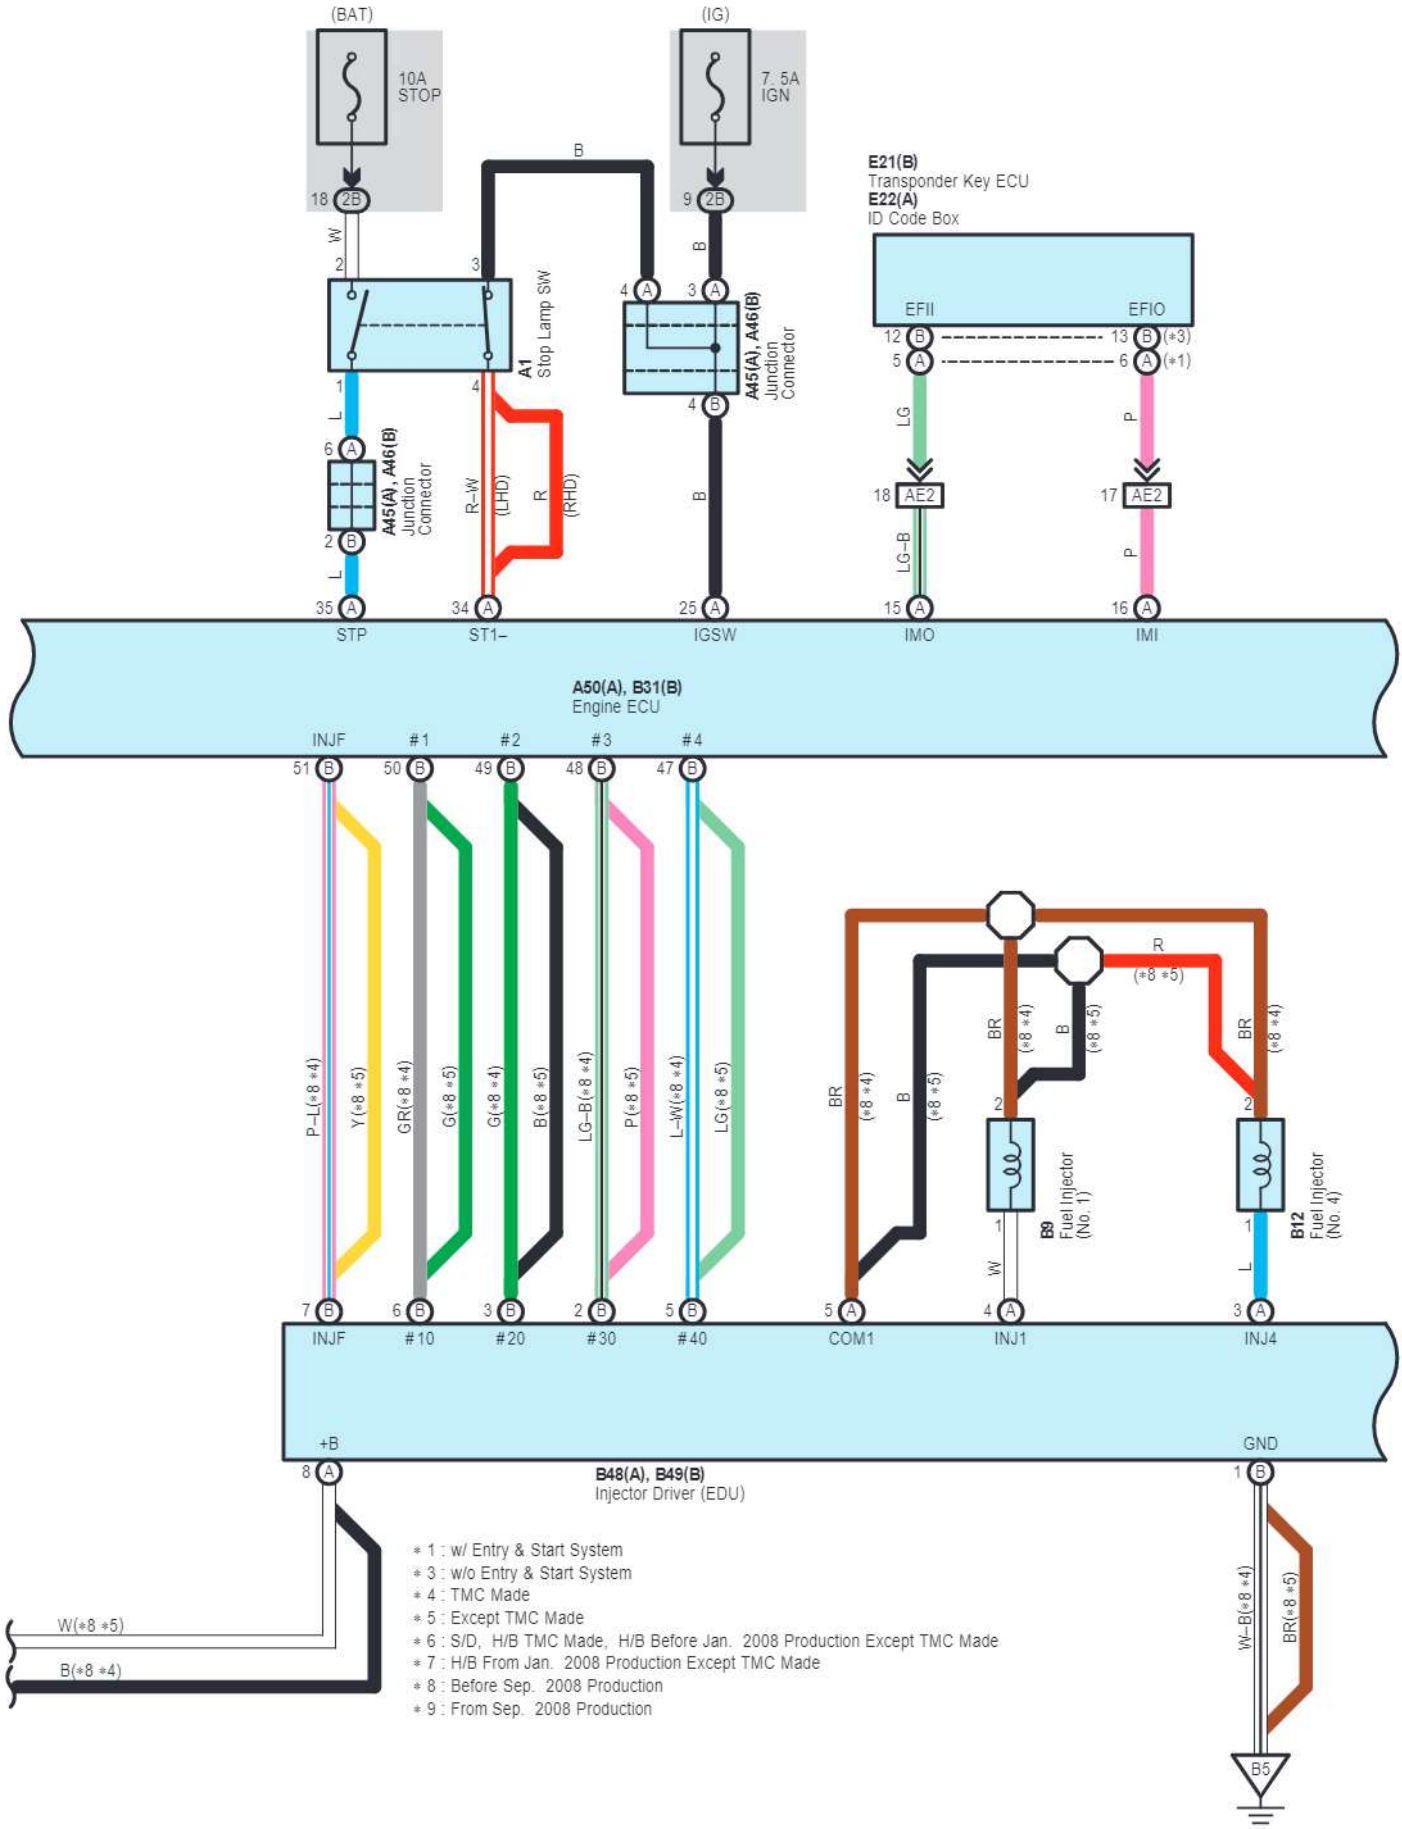 (BAT)
(IG)
10A
STOP
7. 5A
IGN
18
2B
9
2B
B
W
B
2
3
E21(B)
Transponder Key ECU
E22(A)
ID Code Box
A1
Stop Lamp SW
4
A
3
A
A45(A), A46(B)
Junction
Connector
EFII
EFIO
12
B
13
B
(*3)
5
A
6
A
(*1)
1
4
4
B
L
6
A
A45(A), A46(B)
Junction
Connector
R–W
(LHD)
R
(RHD)
B
LG
P
18
AE2
17
AE2
2
B
L
LG–B
P
35
A
34
A
25
A
15
A
16
A
STP
ST1–
IGSW
IMO
IMI
A50(A), B31(B)
Engine ECU
INJF
#1
#2
#3
#4
51
B
50
B
49
B
48
B
47
B
R
(*8 *5)
P–L(*8 *4)
Y(*8 *5)
GR(*8 *4)
G(*8 *5)
G(*8 *4)
B(*8 *5)
LG–B(*8 *4)
P(*8 *5)
L–W(*8 *4)
LG(*8 *5)
BR
(*8 *4)
B
(*8 *5)
BR
(*8 *4)
B
(*8 *5)
BR
(*8 *4)
2
2
B9
Fuel Injector
(No. 1)
B12
Fuel Injector
(No. 4)
1
1
W
L
7
B
6
B
3
B
2
B
5
B
5
A
4
A
3
A
INJF
#10
#20
#30
#40
COM1
INJ1
INJ4
+B
GND
8
A
1
B
B48(A), B49(B)
Injector Driver (EDU)
* 1 : w/ Entry & Start System
* 3 : w/o Entry & Start System
* 4 : TMC Made
* 5 : Except TMC Made
* 6 : S/D, H/B TMC Made, H/B Before Jan. 2008 Production Except TMC Made
* 7 : H/B From Jan. 2008 Production Except TMC Made
* 8 : Before Sep. 2008 Production
* 9 : From Sep. 2008 Production
W(*8 *5)
B(*8 *4)
W–B(*8 *4)
BR(*8 *5)
B5